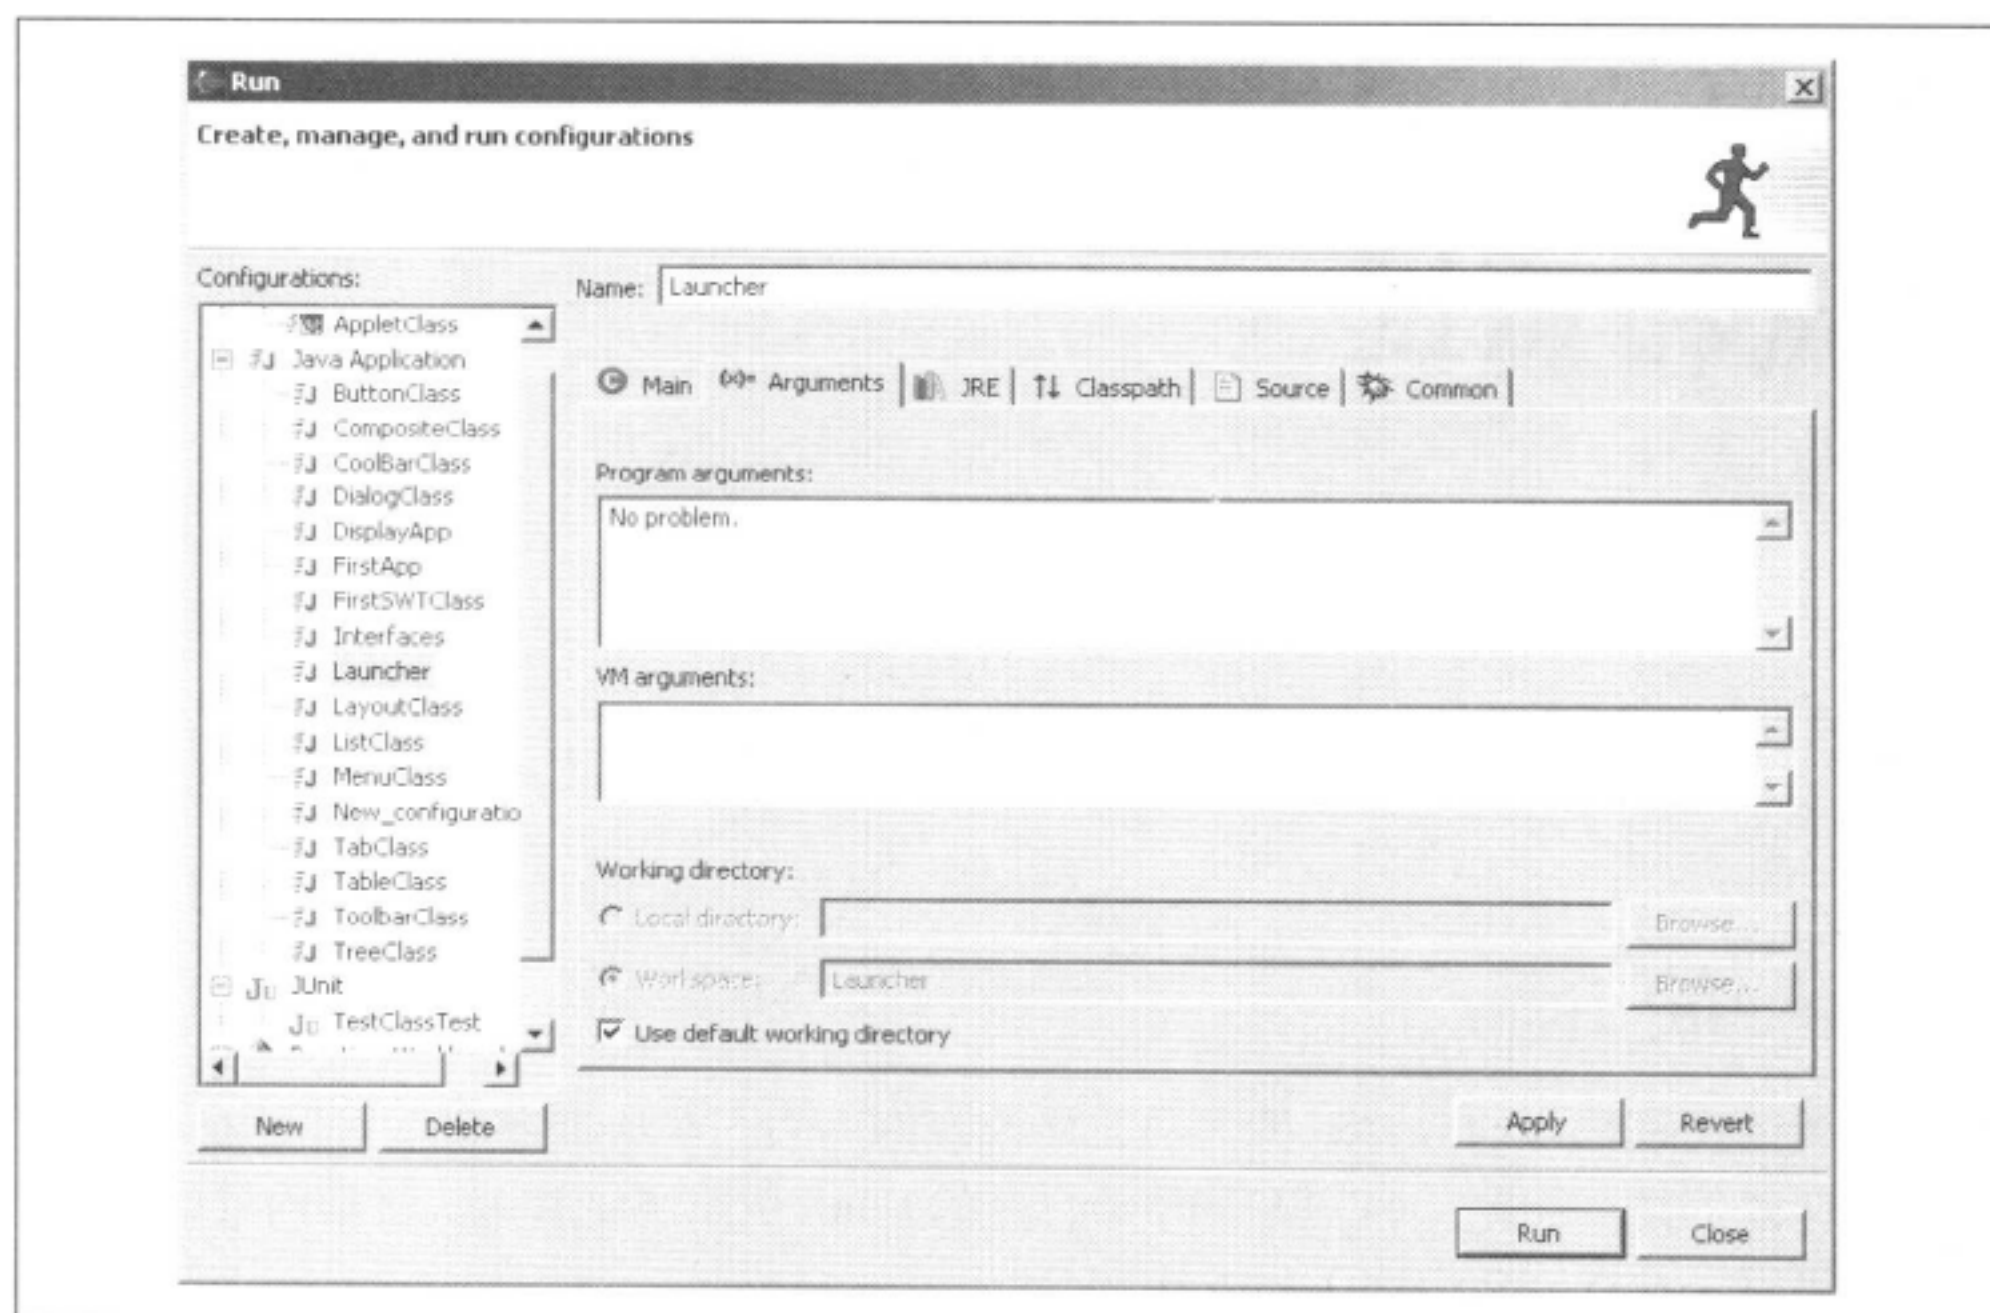 Run
Create, manage, and run configurations
Configurations:
AppletClass
Java Application
ButtonClass
CompositeClass
CoolBarClass
DialogClass
DisplayApp
FirstApp
FirstSWTClass
Interfaces
Launcher
LayoutClass
ListClass
MenuClass
New_configuratio
TabClass
TableClass
ToolbarClass
TreeClass
JUnit
TestClassTest
New Delete
Name: Launcher
Main Arguments JRE Classpath Source Common
Program arguments:
No problem.
VM arguments:
Working directory:
Local directory: Browse...
Workspace: Launcher Browse...
Use default working directory
Apply Revert
Run Close